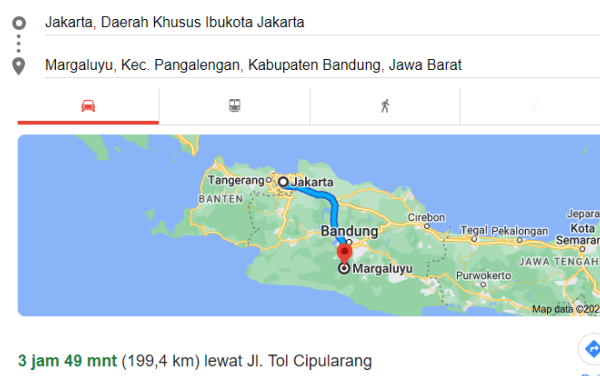 Jakarta, Daerah Khusus Ibukota Jakarta
Margaluyu, Kec. Pangalengan, Kabupaten Bandung, Jawa Barat
Tangerang
Jakarta
BANTEN
Cirebon
Jepara
Bandung
Tegal
Pekalongan
Kota
Semaran
Margaluyu
JAWA TENGAH
Purwokerto
Map data ©202
3 jam 49 mnt (199,4 km) lewat Jl. Tol Cipularang